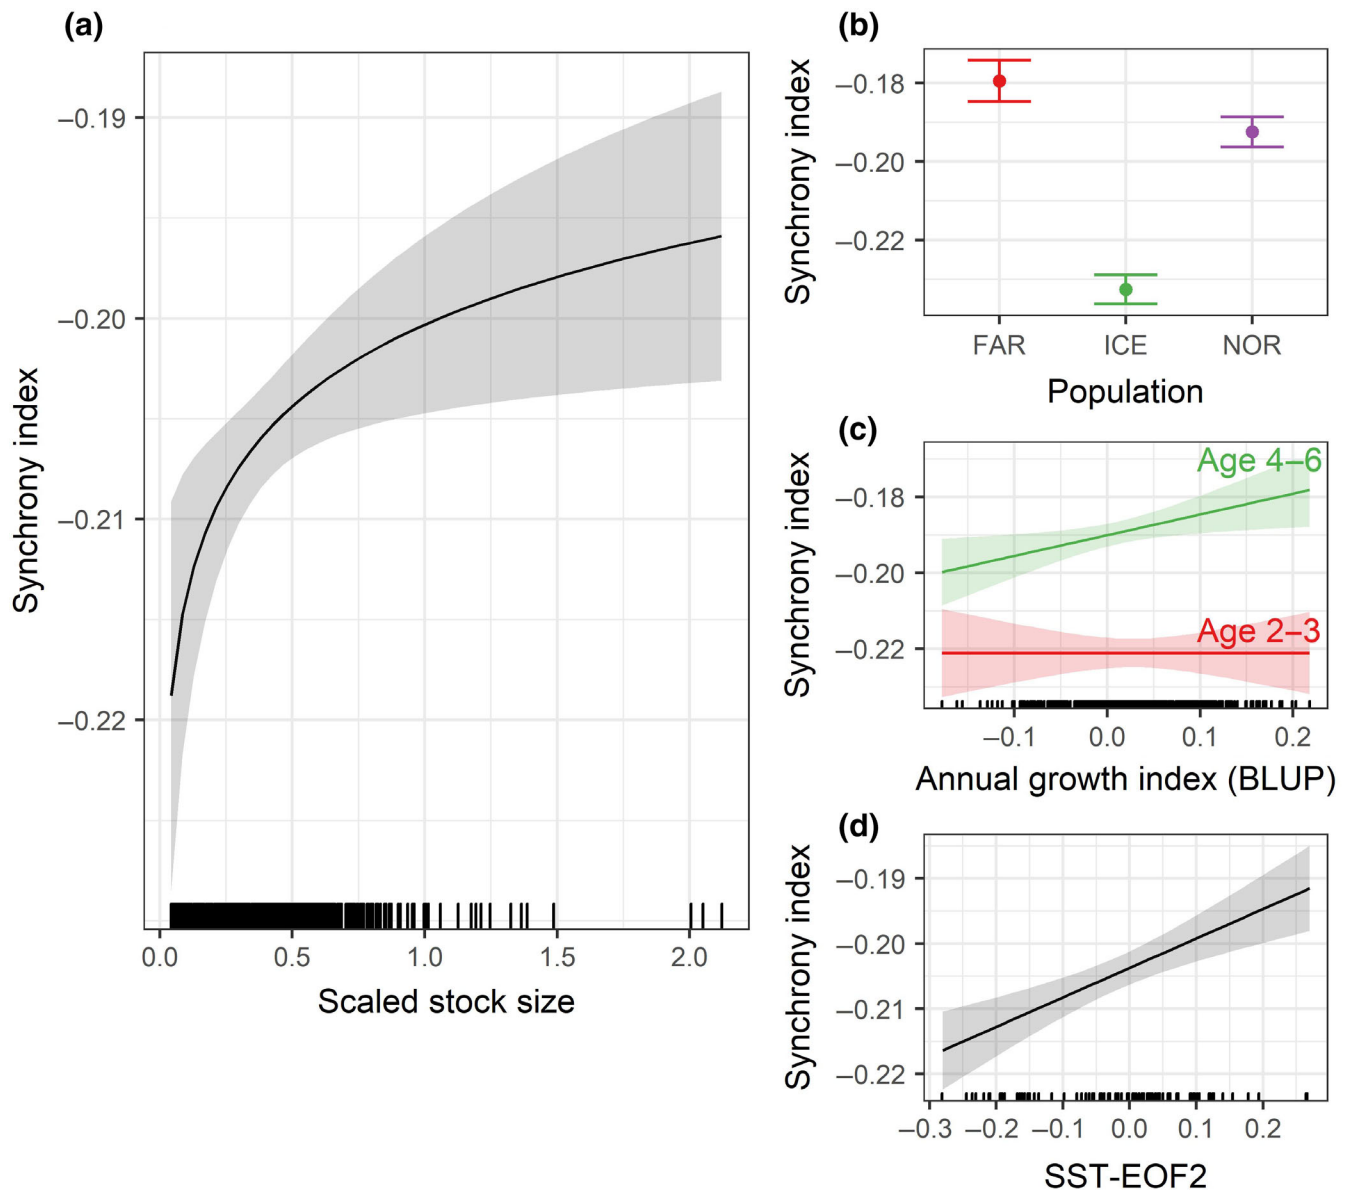 (a)
Synchrony index
–0.19
–0.20
–0.21
–0.22
0.0 0.5 1.0 1.5 2.0
Scaled stock size
(b)
Synchrony index
–0.18
–0.20
–0.22
FAR ICE NOR
Population
(c)
Synchrony index
–0.18
–0.20
–0.22
Age 4–6
Age 2–3
–0.1 0.0 0.1 0.2
Annual growth index (BLUP)
(d)
Synchrony index
–0.19
–0.20
–0.21
–0.22
–0.3 –0.2 –0.1 0.0 0.1 0.2
SST-EOF2